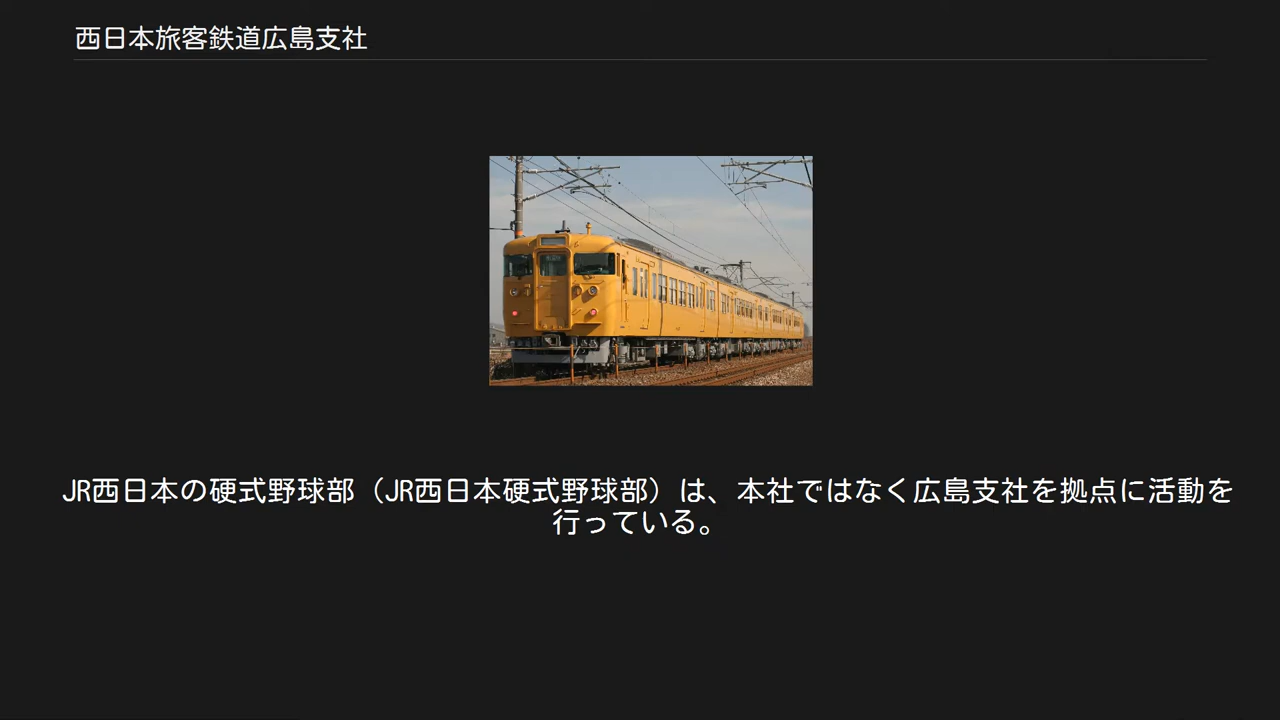 西日本旅客鉄道広島支社
JR西日本の硬式野球部（JR西日本硬式野球部）は、本社ではなく広島支社を拠点に活動を
行っている。